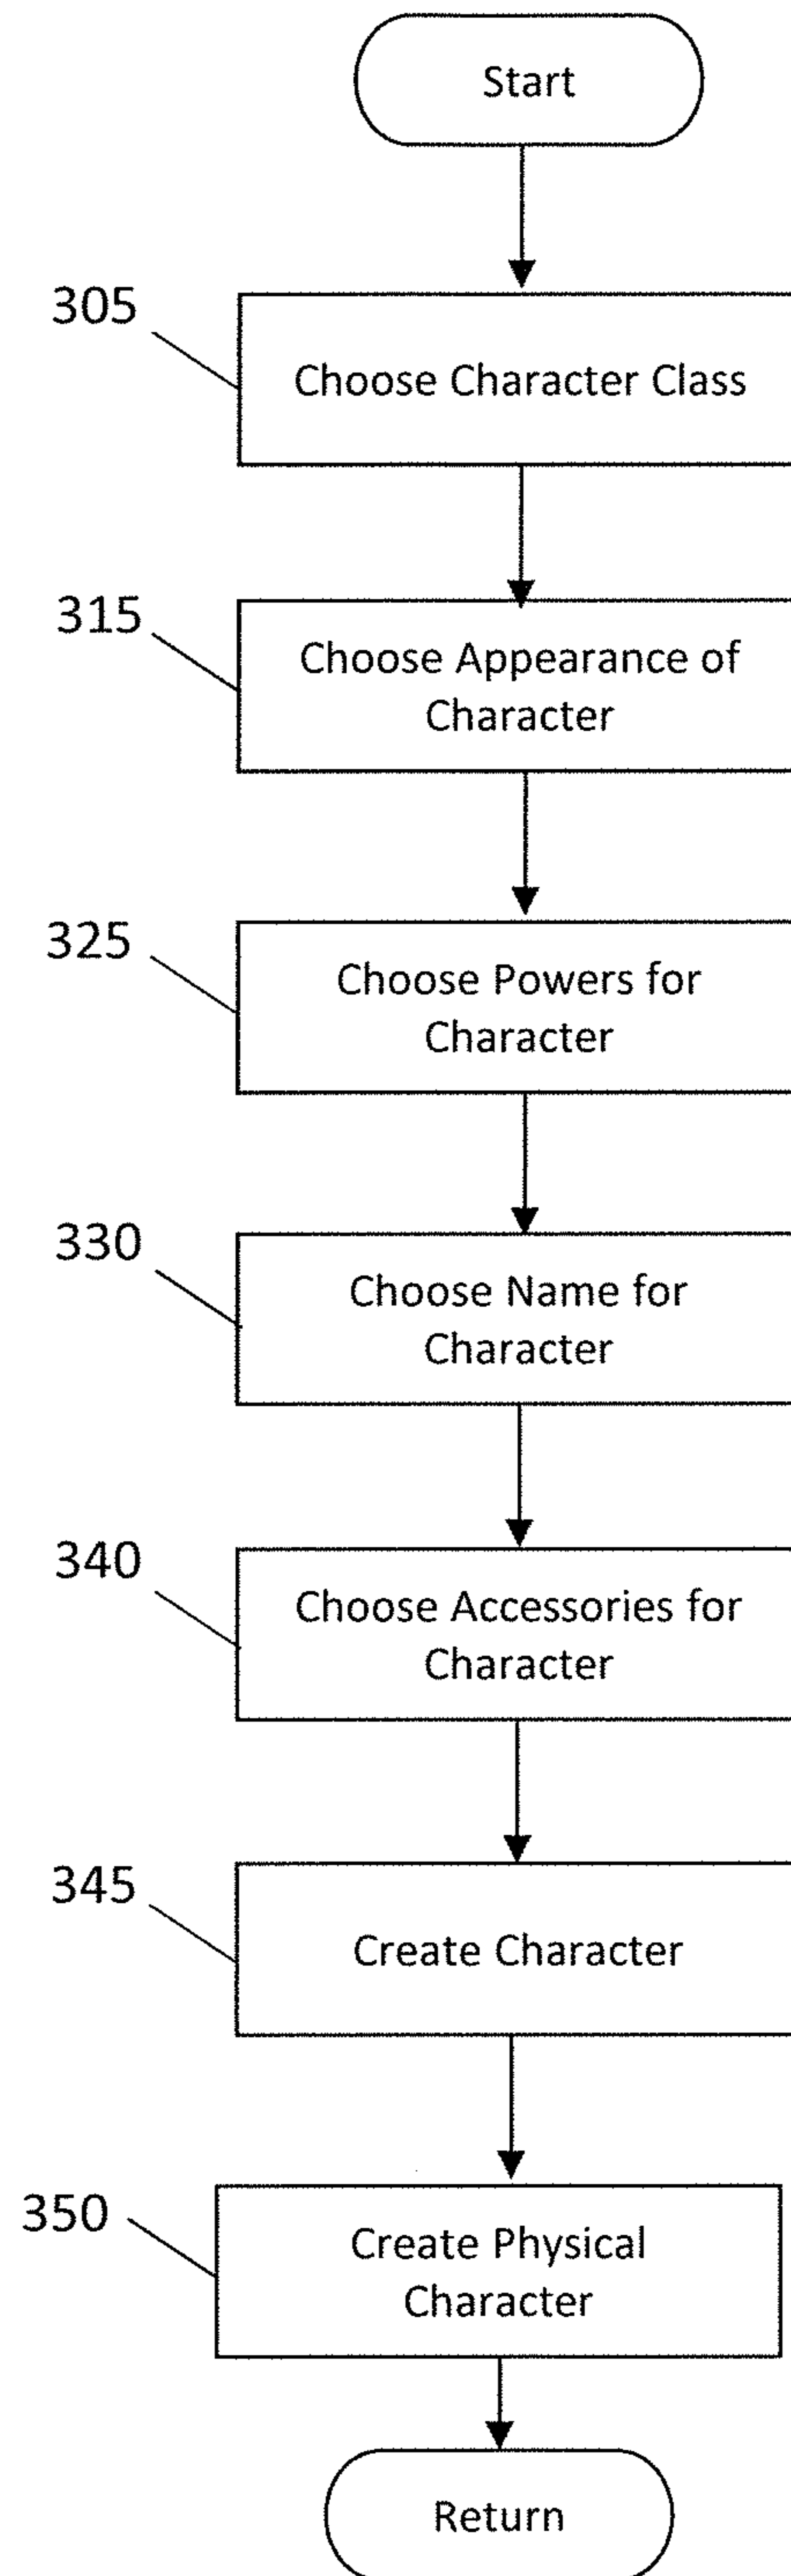 Start
305
Choose Character Class
315
Choose Appearance of
Character
325
Choose Powers for
Character
330
Choose Name for
Character
340
Choose Accessories for
Character
345
Create Character
350
Create Physical
Character
Return